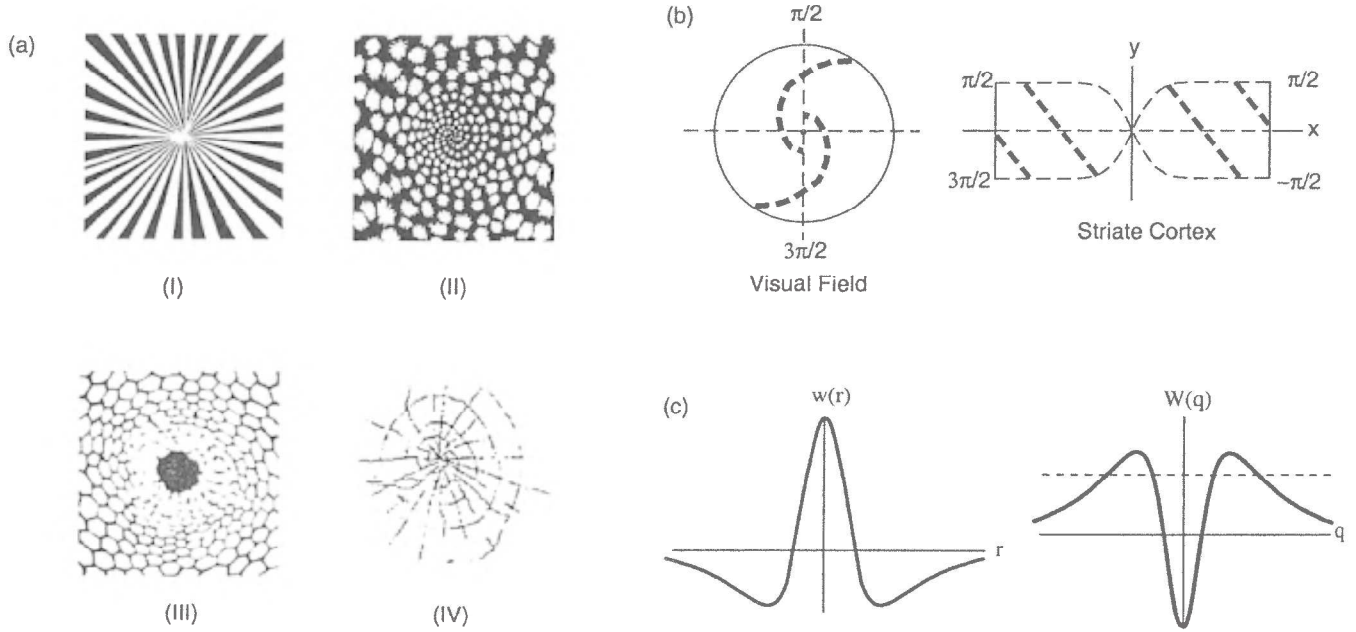 (a)
(I)
(II)
(III)
(IV)
(b)
π/2
3π/2
Visual Field
y
π/2
π/2
x
3π/2
−π/2
Striate Cortex
(c)
w(r)
r
W(q)
q